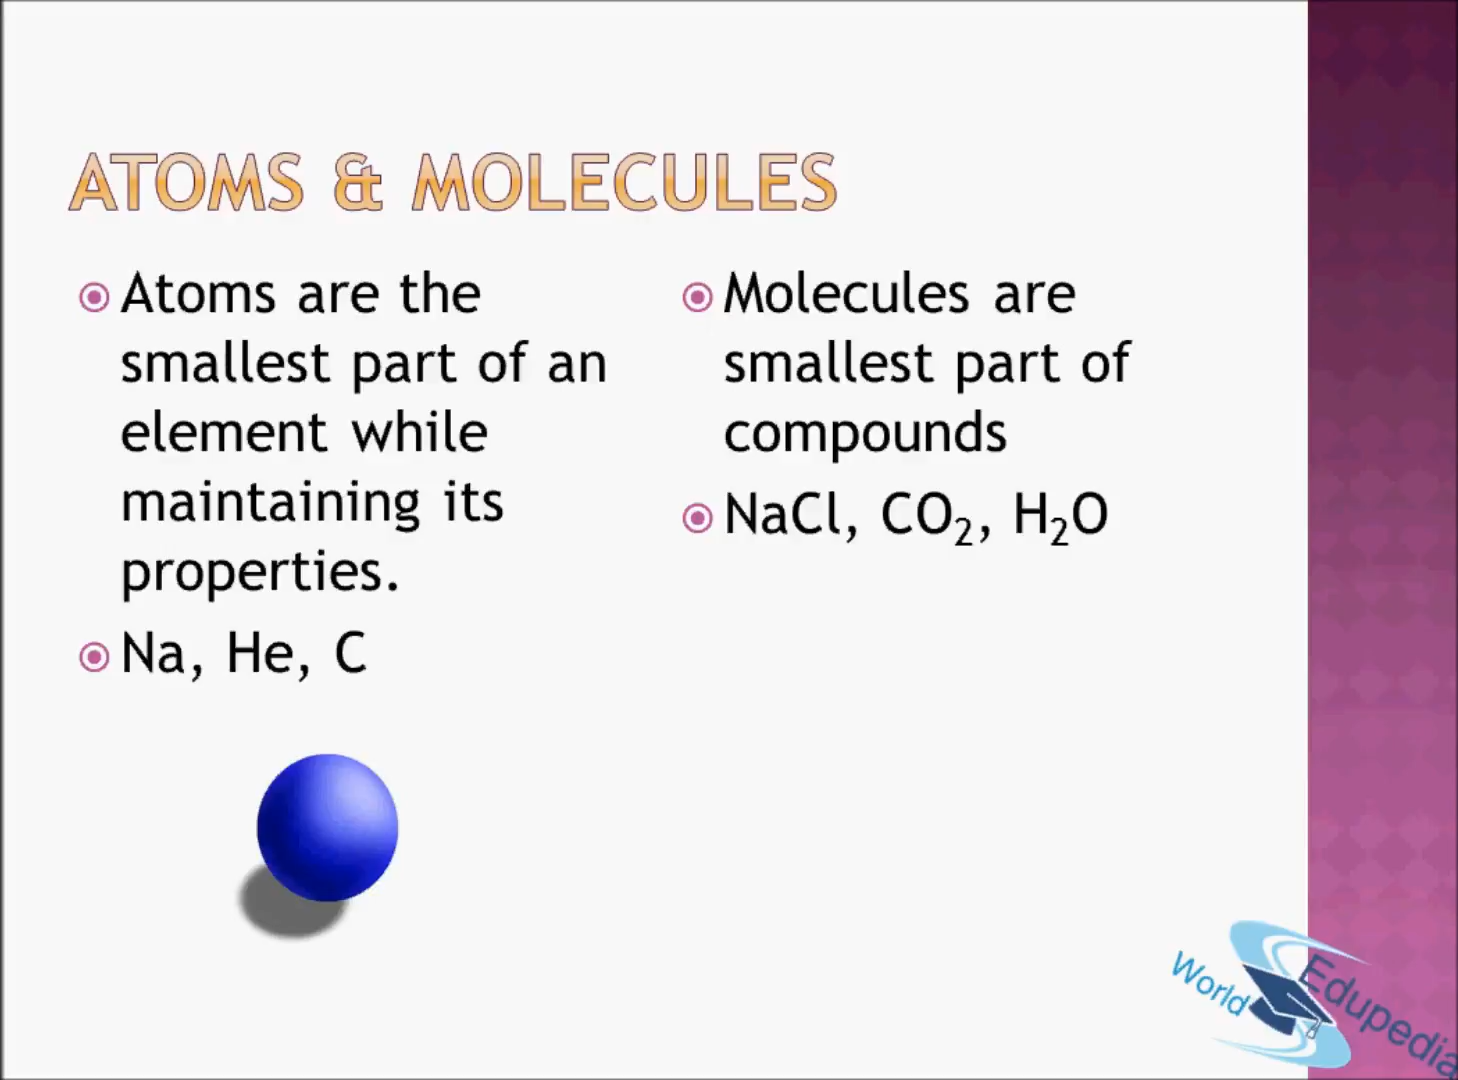 ATOMS & MOLECULES
Atoms are the
smallest part of an
element while
maintaining its
properties.
Na, He, C
Molecules are
smallest part of
compounds
NaCl, CO₂, H₂O
World Edupedia